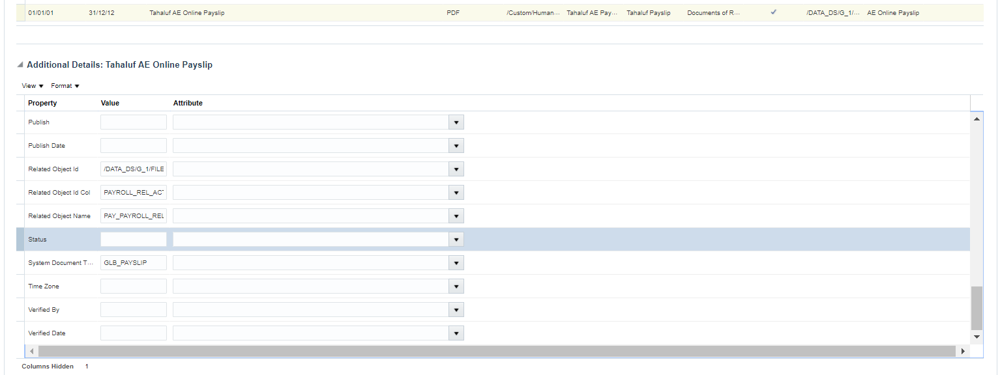 01/01/01 31/12/12 Tahaluf AE Online Payslip PDF /Custom/Human... Tahaluf AE Pay... Tahaluf Payslip Documents of R... /DATA_DS/G_1/... AE Online Payslip
Additional Details: Tahaluf AE Online Payslip
View Format
Property Value Attribute
Publish
Publish Date
Related Object Id /DATA_DS/G_1/FILE
Related Object Id Col PAYROLL_REL_AC
Related Object Name PAY_PAYROLL_REL
Status
System Document T... GLB_PAYSLIP
Time Zone
Verified By
Verified Date
Columns Hidden 1